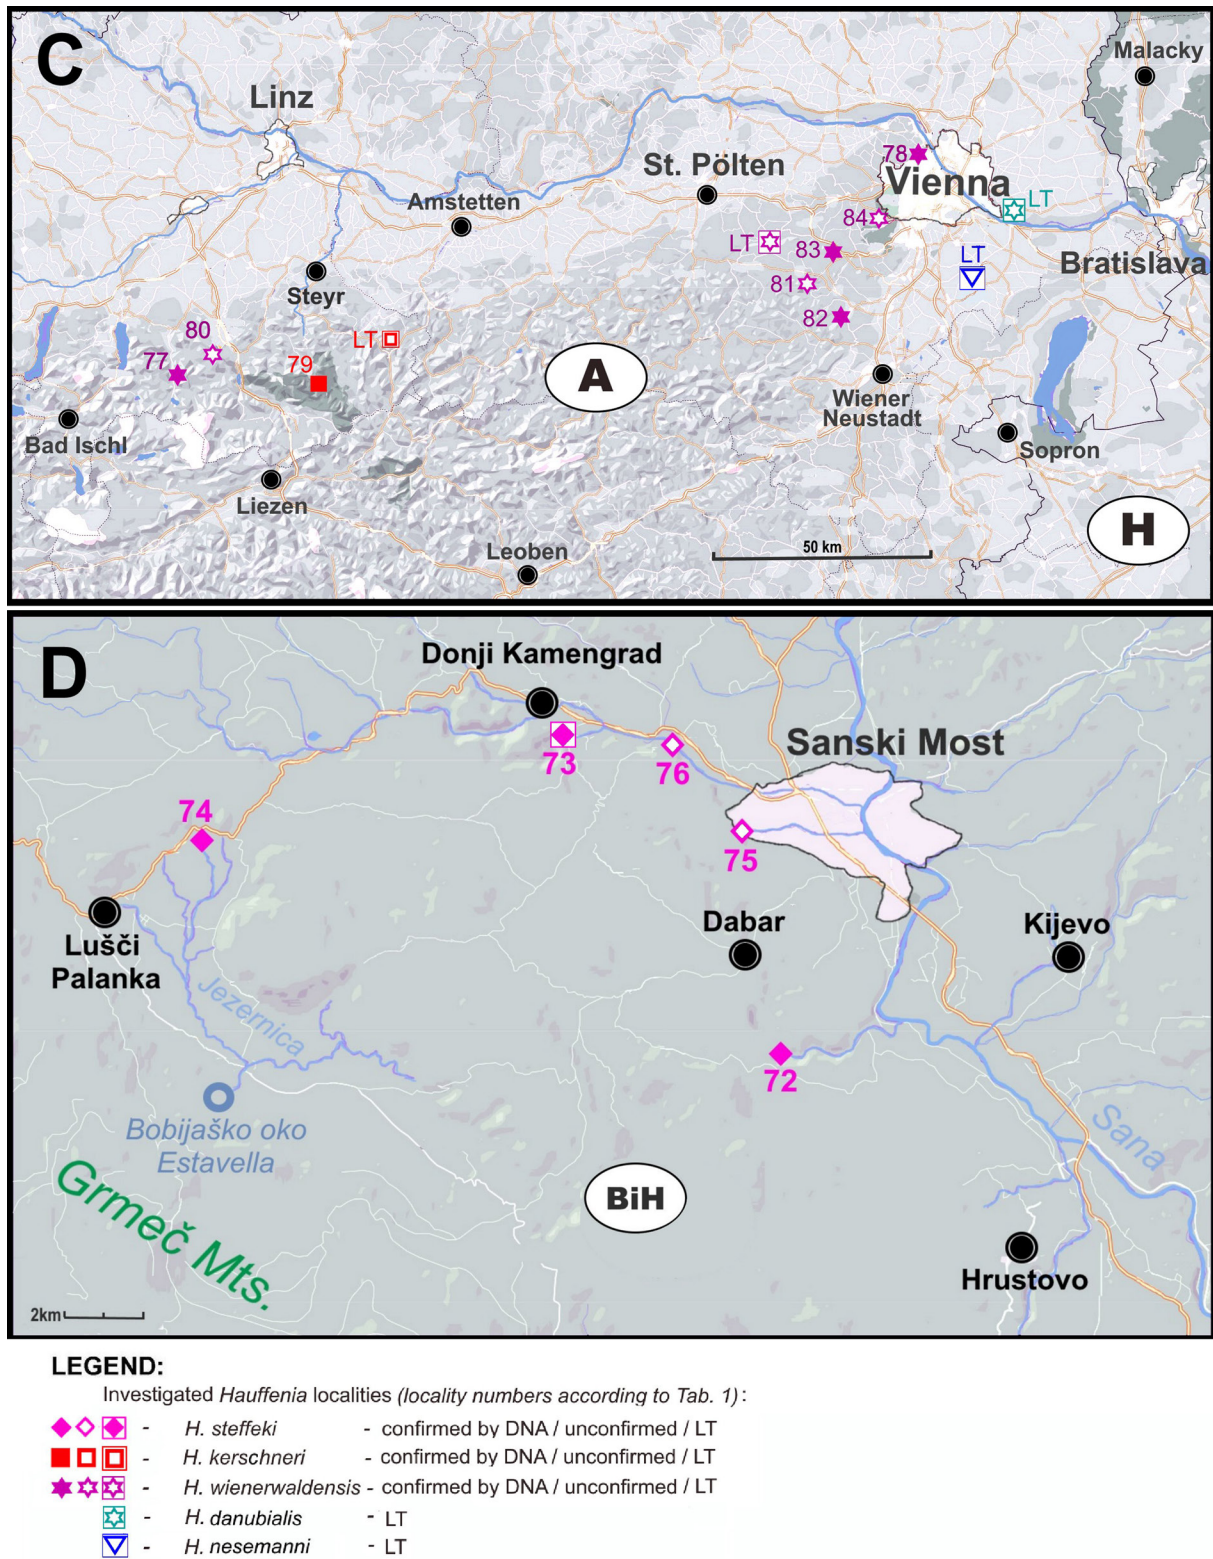 C
Malacky
Linz
St. Pölten
78
Vienna
Amstetten
LT
84
LT
83
LT
Bratislava
Steyr
81
82
80
LT
77
79
A
Wiener
Neustadt
Bad Ischl
Sopron
Liezen
H
Leoben
50 km
D
Donji Kamengrad
Sanski Most
73
76
74
75
Dabar
Kijevo
Lušči
Palanka
Jezernica
72
Bobijaško oko
Estavella
Sana
Grmeč Mts.
BiH
Hrustovo
2km
LEGEND:
Investigated Hauffenia localities (locality numbers according to Tab. 1):
- H. steffeki - confirmed by DNA / unconfirmed / LT
- H. kerschneri - confirmed by DNA / unconfirmed / LT
- H. wienerwaldensis - confirmed by DNA / unconfirmed / LT
- H. danubialis - LT
- H. nesemanni - LT